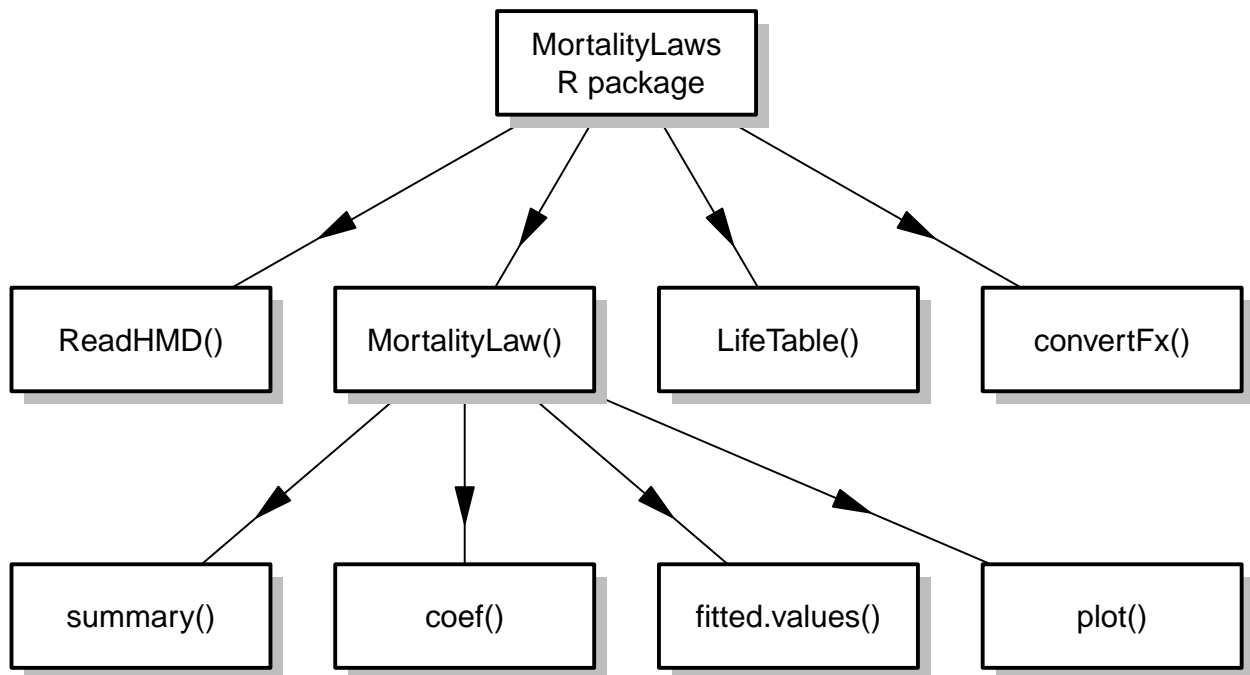 MortalityLaws
R package
ReadHMD()
MortalityLaw()
LifeTable()
convertFx()
summary()
coef()
fitted.values()
plot()